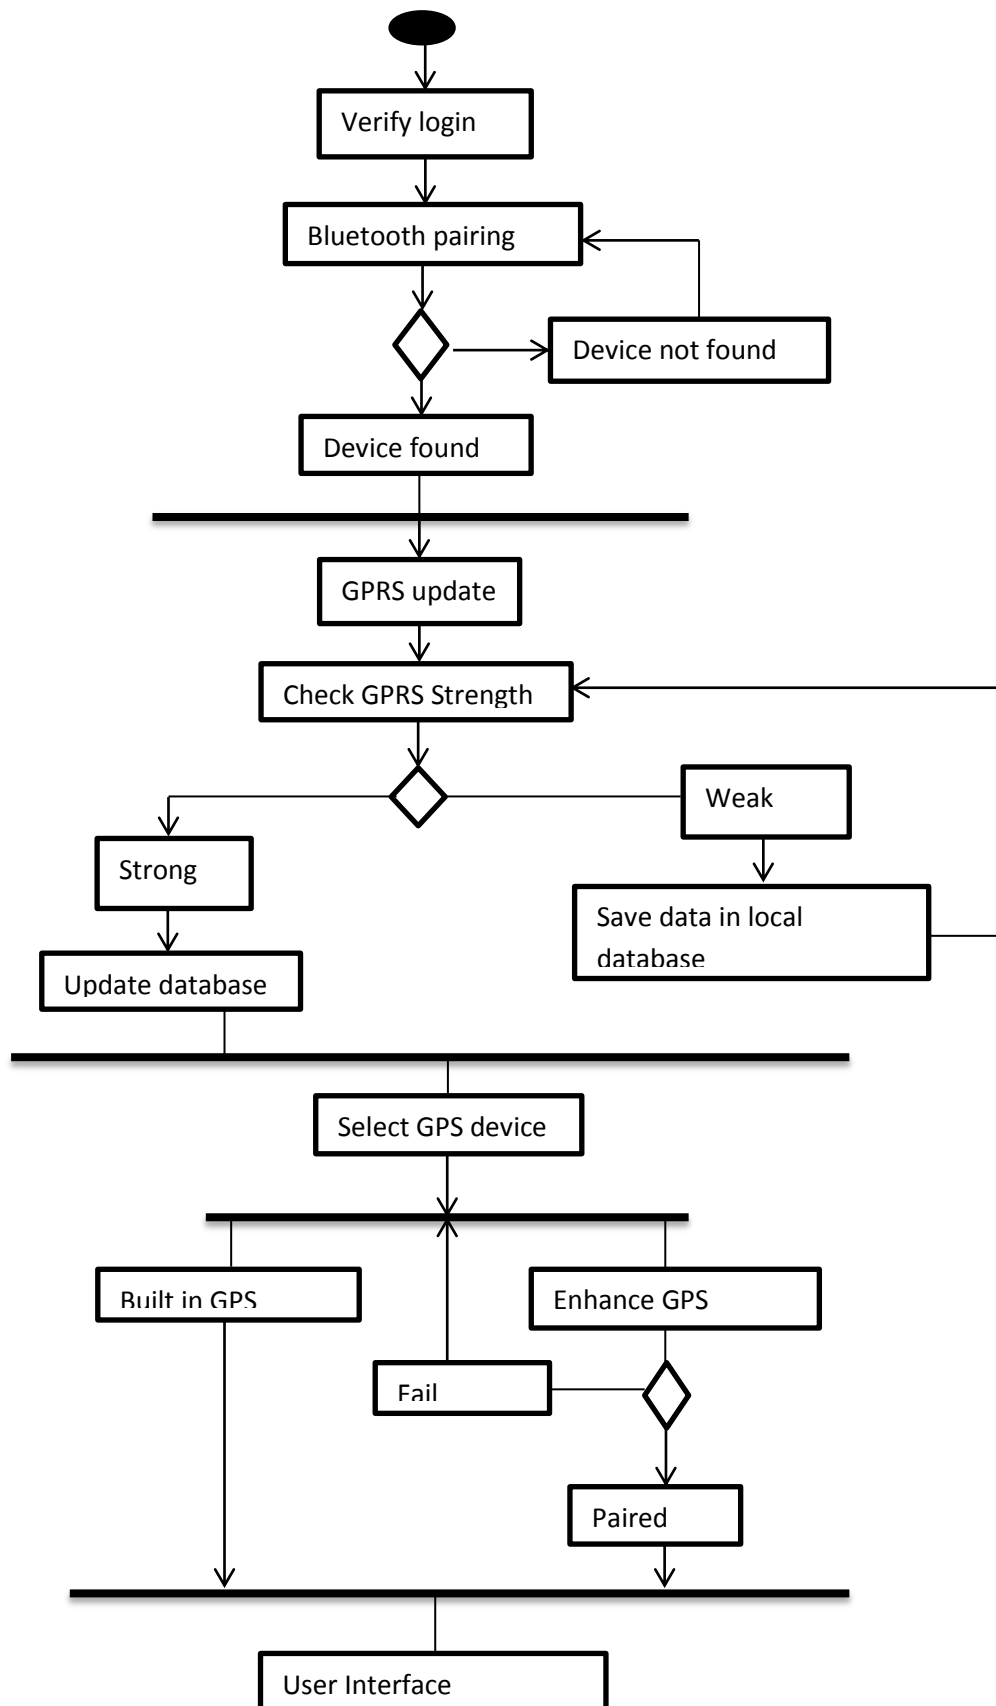 Verify login
Bluetooth pairing
Device not found
Device found
GPRS update
Check GPRS Strength
Weak
Strong
Save data in local
database
Update database
Select GPS device
Built in GPS
Enhance GPS
Fail
Paired
User Interface